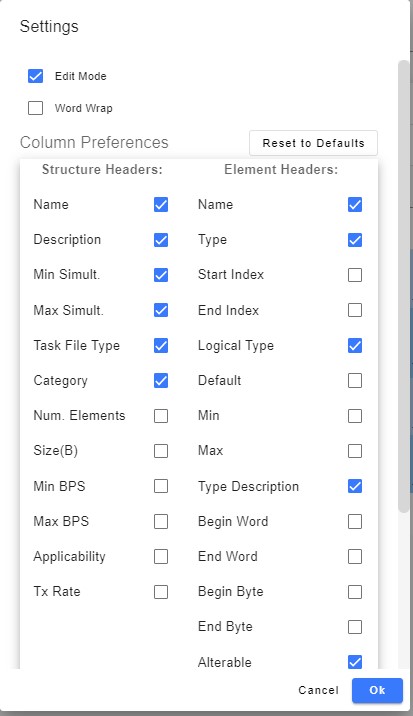 Settings
Edit Mode
Word Wrap
Column Preferences
Reset to Defaults
Structure Headers:
Name
Description
Min Simult.
Max Simult.
Task File Type
Category
Num. Elements
Size(B)
Min BPS
Max BPS
Applicability
Tx Rate
Element Headers:
Name
Type
Start Index
End Index
Logical Type
Default
Min
Max
Type Description
Begin Word
End Word
Begin Byte
End Byte
Alterable
Cancel
Ok